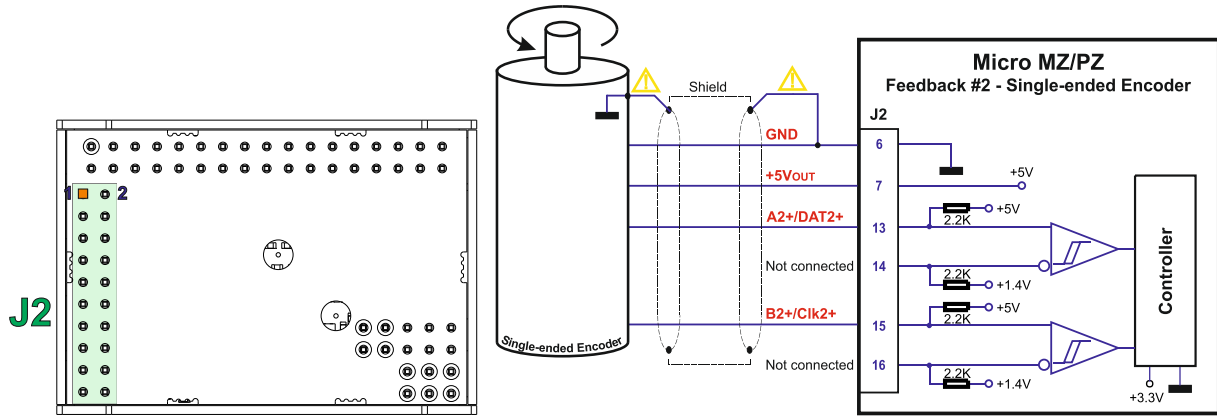 J2
1
2
Single-ended Encoder
Shield
GND
+5VOUT
A2+/DAT2+
Not connected
B2+/Clk2+
Not connected
Micro MZ/PZ
Feedback #2 - Single-ended Encoder
J2
6
7
+5V
13
2.2K
+5V
14
2.2K
+1.4V
15
2.2K
+5V
16
2.2K
+1.4V
Controller
+3.3V